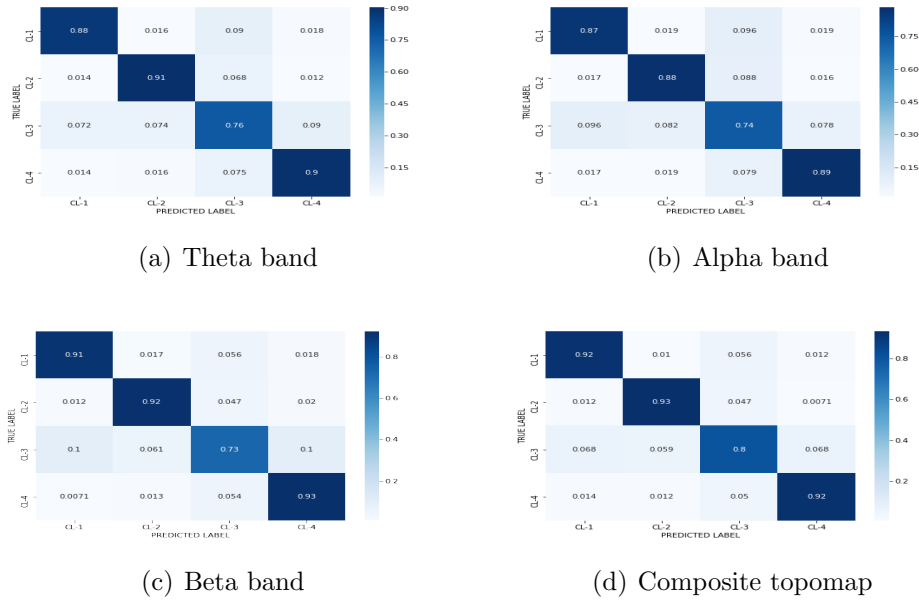 0.90
CL-1 0.88 0.016 0.09 0.018
0.75
CL-2 0.014 0.91 0.068 0.012
0.60
TRUE LABEL
0.45
CL-3 0.072 0.074 0.76 0.09
0.30
CL-4 0.014 0.016 0.075 0.9
0.15
CL-1 CL-2 CL-3 CL-4
PREDICTED LABEL
(a) Theta band
CL-1 0.87 0.019 0.096 0.019
0.75
CL-2 0.017 0.88 0.088 0.016
0.60
TRUE LABEL
0.45
CL-3 0.096 0.082 0.74 0.078
0.30
CL-4 0.017 0.019 0.079 0.89
0.15
CL-1 CL-2 CL-3 CL-4
PREDICTED LABEL
(b) Alpha band
CL-1 0.91 0.017 0.056 0.018
0.8
CL-2 0.012 0.92 0.047 0.02
0.6
TRUE LABEL
0.4
CL-3 0.1 0.061 0.73 0.1
0.2
CL-4 0.0071 0.013 0.054 0.93
CL-1 CL-2 CL-3 CL-4
PREDICTED LABEL
(c) Beta band
CL-1 0.92 0.01 0.056 0.012
0.8
CL-2 0.012 0.93 0.047 0.0071
0.6
TRUE LABEL
0.4
CL-3 0.068 0.059 0.8 0.068
0.2
CL-4 0.014 0.012 0.05 0.92
CL-1 CL-2 CL-3 CL-4
PREDICTED LABEL
(d) Composite topomap